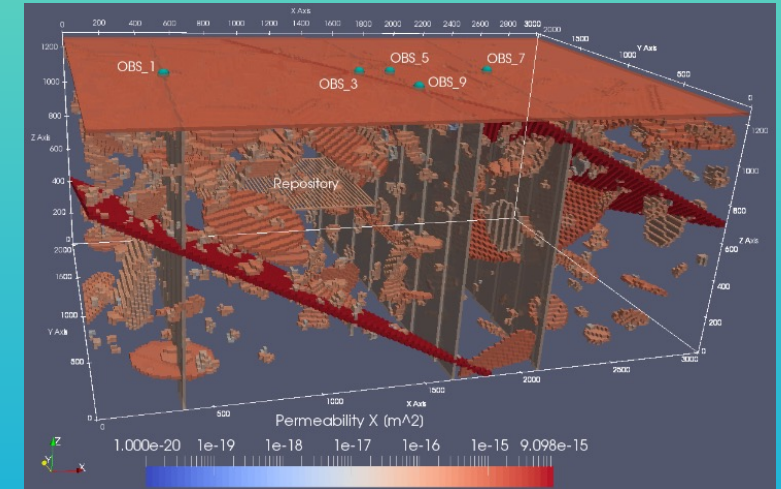 X Axis
0 200 400 600 800 1000 1200 1400 1600 1800 2000 2200 2400 2600 2800 3000
2000 1500 1000 500 0
Y Axis
1200
1000
800
Z Axis
600
400
200
0
OBS_1
OBS_3
OBS_5
OBS_9
OBS_7
Repository
1200
1000
800
Z Axis
600
400
200
0
2000
1500
Y Axis
1000
500
0
0 500 1000 1500 2000 2500 3000
X Axis
Permeability X [m^2]
1.000e-20 1e-19 1e-18 1e-17 1e-16 1e-15 9.098e-15
Z
Y
X